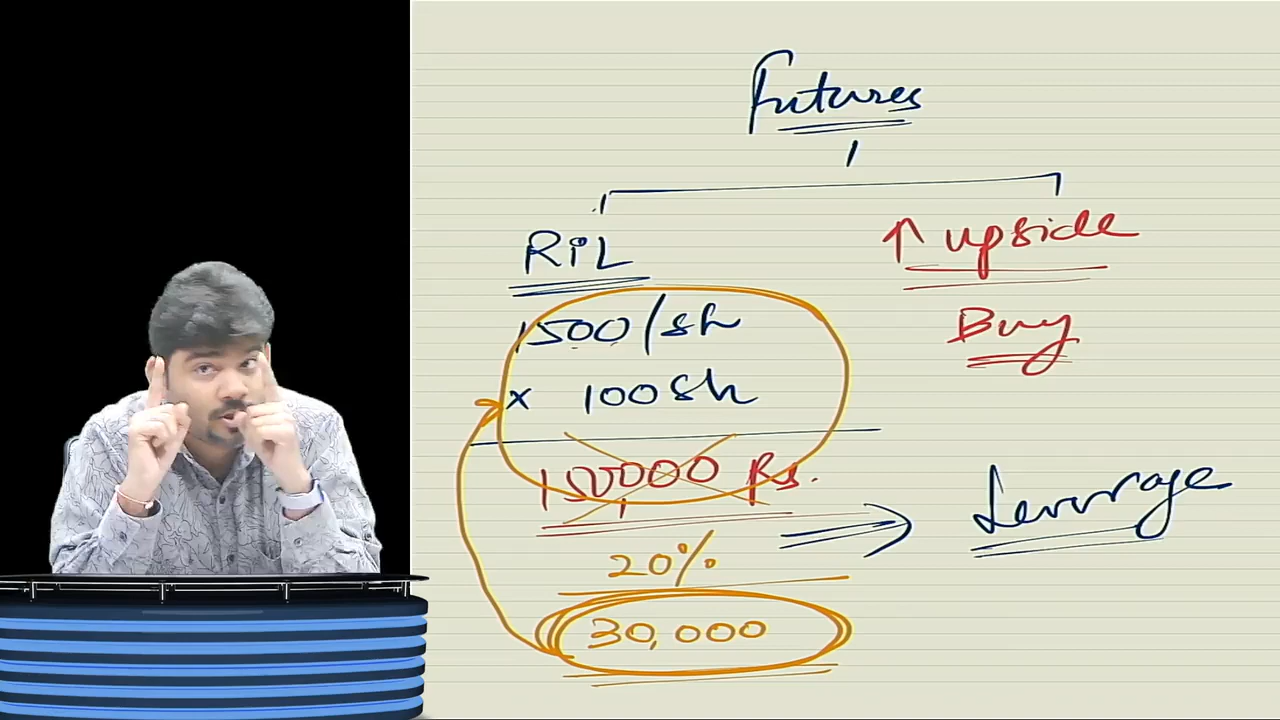 Futures
RiL
1500/sh
x 100 sh
150000 Rs.
20%
30,000
↑ upside
Buy
Leverage